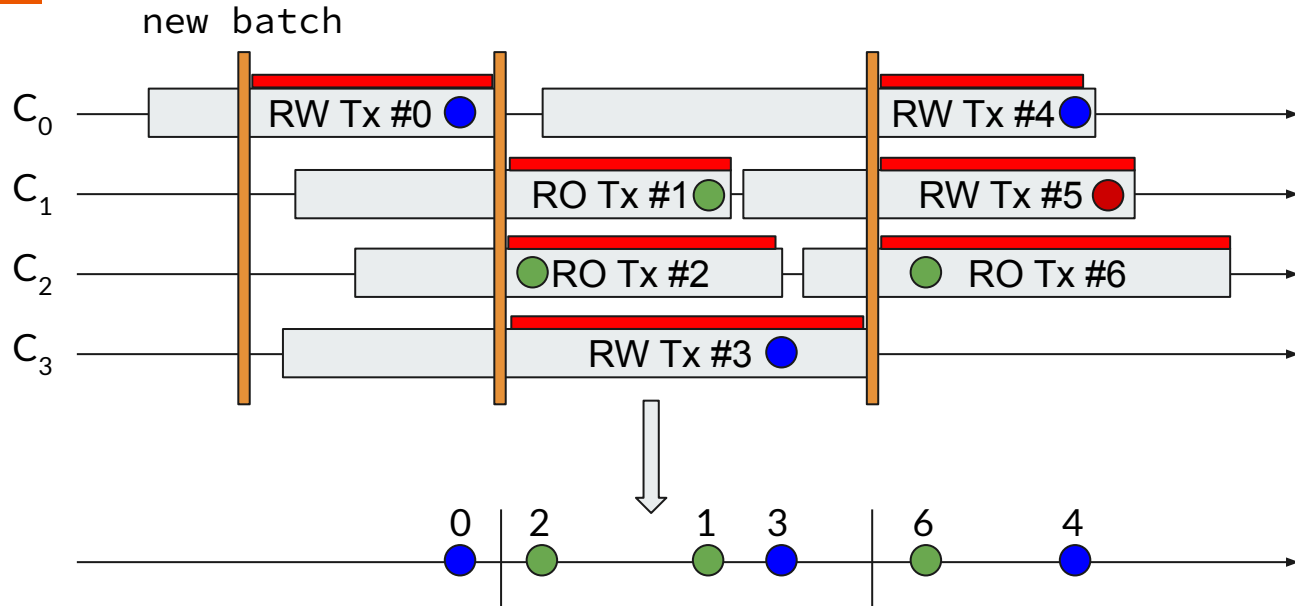 new batch
C0 RW Tx #0 RW Tx #4
C1 RO Tx #1 RW Tx #5
C2 RO Tx #2 RO Tx #6
C3 RW Tx #3
0 2 1 3 6 4